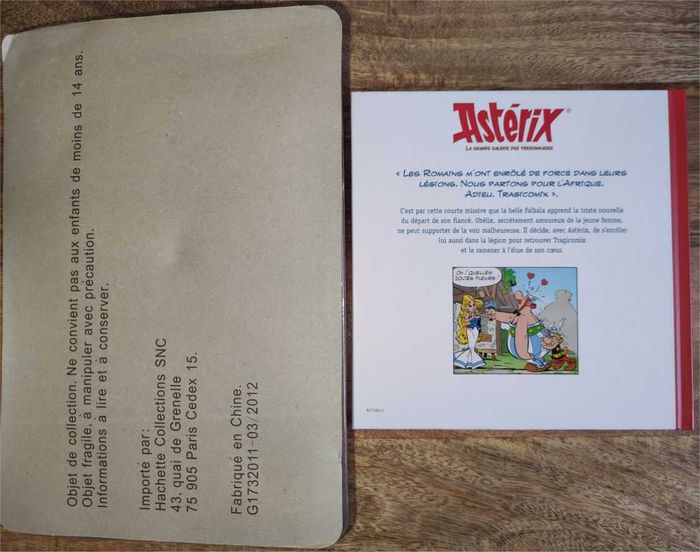 Objet de collection. Ne convient pas aux enfants de moins de 14 ans.
Objet fragile, à manipuler avec précaution.
Informations à lire et à conserver.
Importé par:
Hachette Collections SNC
43, quai de Grenelle
75 905 Paris Cedex 15.
Fabriqué en Chine.
G1732011-03/2012
Astérix®
LA GRANDE GALERIE DES PERSONNAGES
« LES ROMAINS M'ONT ENRÔLÉ DE FORCE DANS LEURS
LÉGIONS. NOUS PARTONS POUR L'AFRIQUE.
ADIEU. TRAGICOMIX ».
C'est par cette courte missive que la belle Falbala apprend la triste nouvelle
du départ de son fiancé. Obélix, secrètement amoureux de la jeune femme,
ne peut supporter de la voir malheureuse. Il décide, avec Astérix, de s'enrôler
lui aussi dans la légion pour retrouver Tragicomix
et le ramener à l'élue de son cœur.
OH! QUELLES
JOLIES FLEURS!